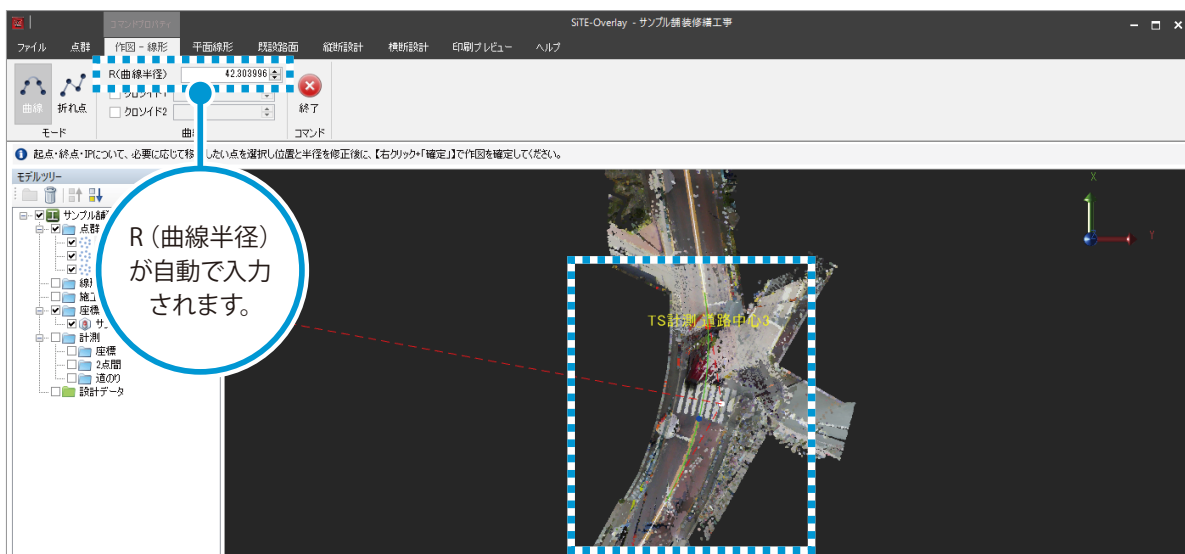 コマンドプロパティ
SiTE-Overlay - サンプル舗装修繕工事
ファイル 点群 作図 - 線形 平面線形 既設路面 縦断設計 横断設計 印刷プレビュー ヘルプ
R(曲線半径) 42.303996
クロソイド1
クロソイド2
曲線 折れ点
終了
モード
コマンド
起点・終点・IPについて、必要に応じて移動したい点を選択し位置と半径を修正後に、【右クリック+「確定」】で作図を確定してください。
モデルツリー
サンプル舗
点群
線形
施工
座標
サ
計測
座標
2点間
道のり
設計データ
R(曲線半径)
が自動で入力
されます。
TS計測 道路中心3
X
Y